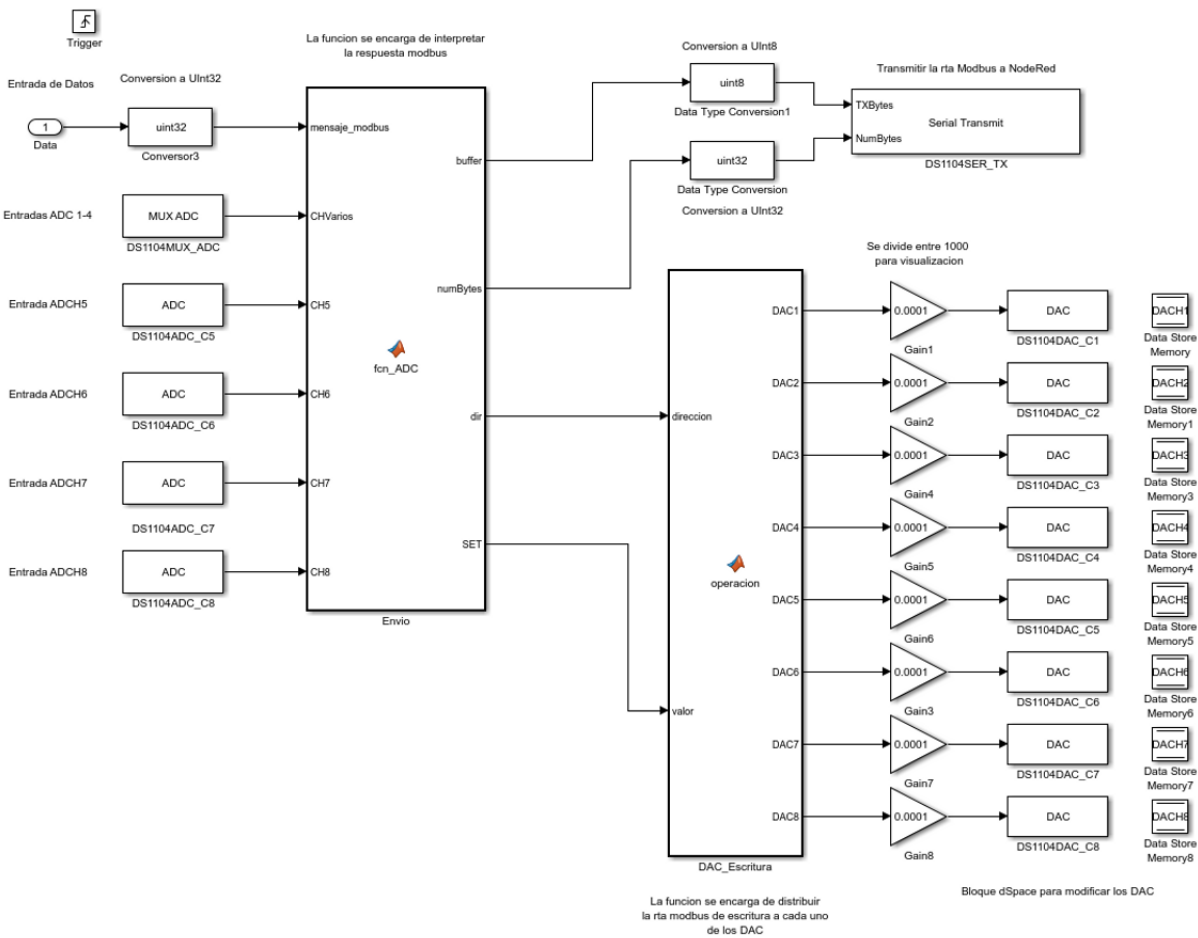 Trigger
Entrada de Datos
Conversion a UInt32
1
Data
uint32
Conversor3
Entradas ADC 1-4
MUX ADC
DS1104MUX_ADC
Entrada ADCH5
ADC
DS1104ADC_C5
Entrada ADCH6
ADC
DS1104ADC_C6
Entrada ADCH7
ADC
DS1104ADC_C7
Entrada ADCH8
ADC
DS1104ADC_C8
La funcion se encarga de interpretar
la respuesta modbus
mensaje_modbus
CHVarios
CH5
CH6
CH7
CH8
fcn_ADC
buffer
numBytes
dir
SET
Envio
Conversion a UInt8
uint8
Data Type Conversion1
uint32
Data Type Conversion
Conversion a UInt32
Transmitir la rta Modbus a NodeRed
TXBytes
NumBytes
Serial Transmit
DS1104SER_TX
direccion
valor
operacion
DAC1
DAC2
DAC3
DAC4
DAC5
DAC6
DAC7
DAC8
DAC_Escritura
La funcion se encarga de distribuir
la rta modbus de escritura a cada uno
de los DAC
Se divide entre 1000
para visualizacion
0.0001
Gain1
0.0001
Gain2
0.0001
Gain4
0.0001
Gain5
0.0001
Gain6
0.0001
Gain3
0.0001
Gain7
0.0001
Gain8
DAC
DS1104DAC_C1
DAC
DS1104DAC_C2
DAC
DS1104DAC_C3
DAC
DS1104DAC_C4
DAC
DS1104DAC_C5
DAC
DS1104DAC_C6
DAC
DS1104DAC_C7
DAC
DS1104DAC_C8
DACH1
Data Store
Memory
DACH2
Data Store
Memory1
DACH3
Data Store
Memory3
DACH4
Data Store
Memory4
DACH5
Data Store
Memory5
DACH6
Data Store
Memory6
DACH7
Data Store
Memory7
DACH8
Data Store
Memory8
Bloque dSpace para modificar los DAC